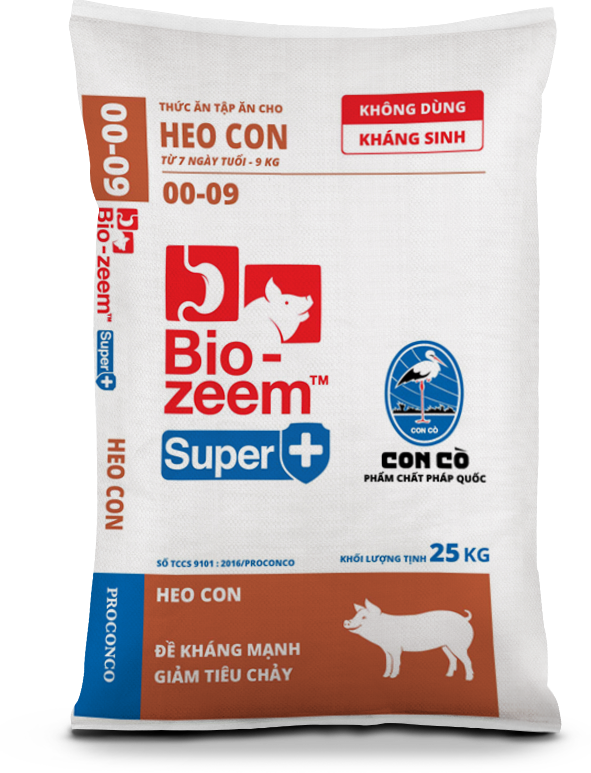 THỨC ĂN TẬP ĂN CHO
HEO CON
TỪ 7 NGÀY TUỔI - 9 KG
00-09
KHÔNG DÙNG
KHÁNG SINH
00-09
Bio-zeem™
Super+
HEO CON
PROCONCO
Bio-
zeem™
Super+
CON CÒ
CON CÒ
PHẨM CHẤT PHÁP QUỐC
SỐ TCCS 9101 : 2016/PROCONCO
KHỐI LƯỢNG TỊNH 25 KG
HEO CON
ĐỀ KHÁNG MẠNH
GIẢM TIÊU CHẢY